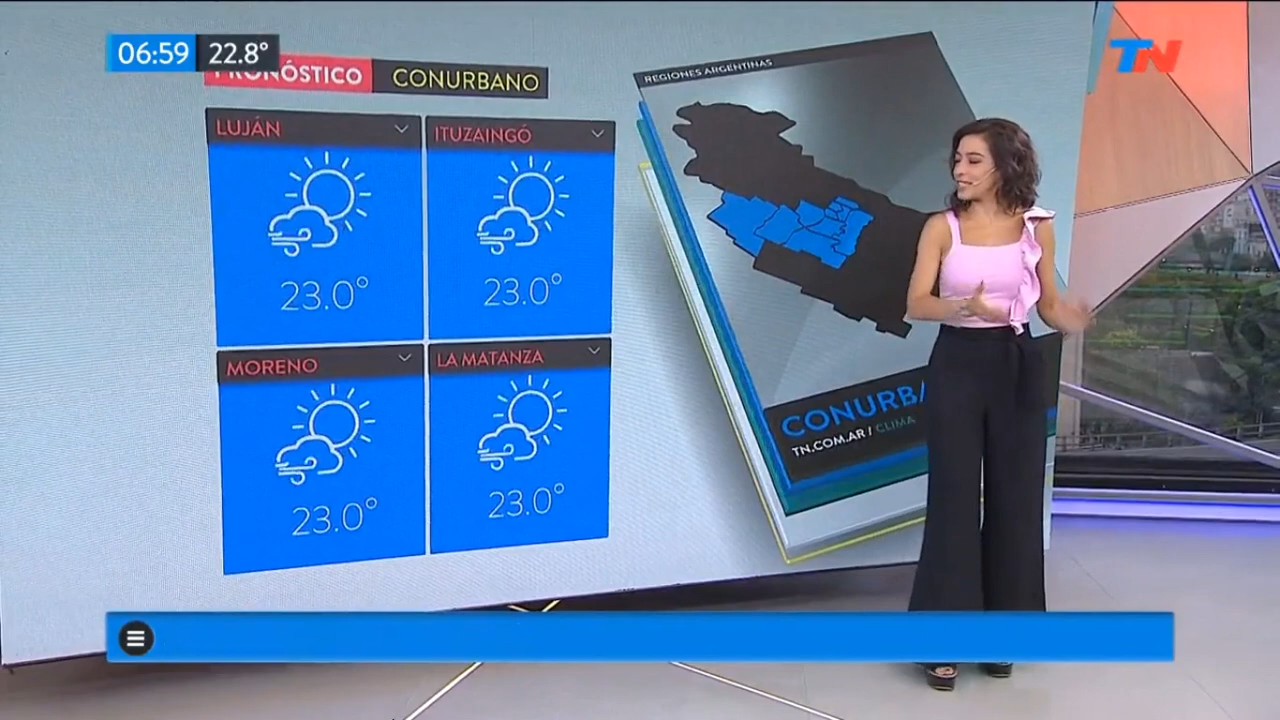 06:59 22.8°
TN
PRONÓSTICO CONURBANO
REGIONES ARGENTINAS
LUJÁN
23.0°
ITUZAINGÓ
23.0°
MORENO
23.0°
LA MATANZA
23.0°
CONURBA
TN.COM.AR / CLIMA